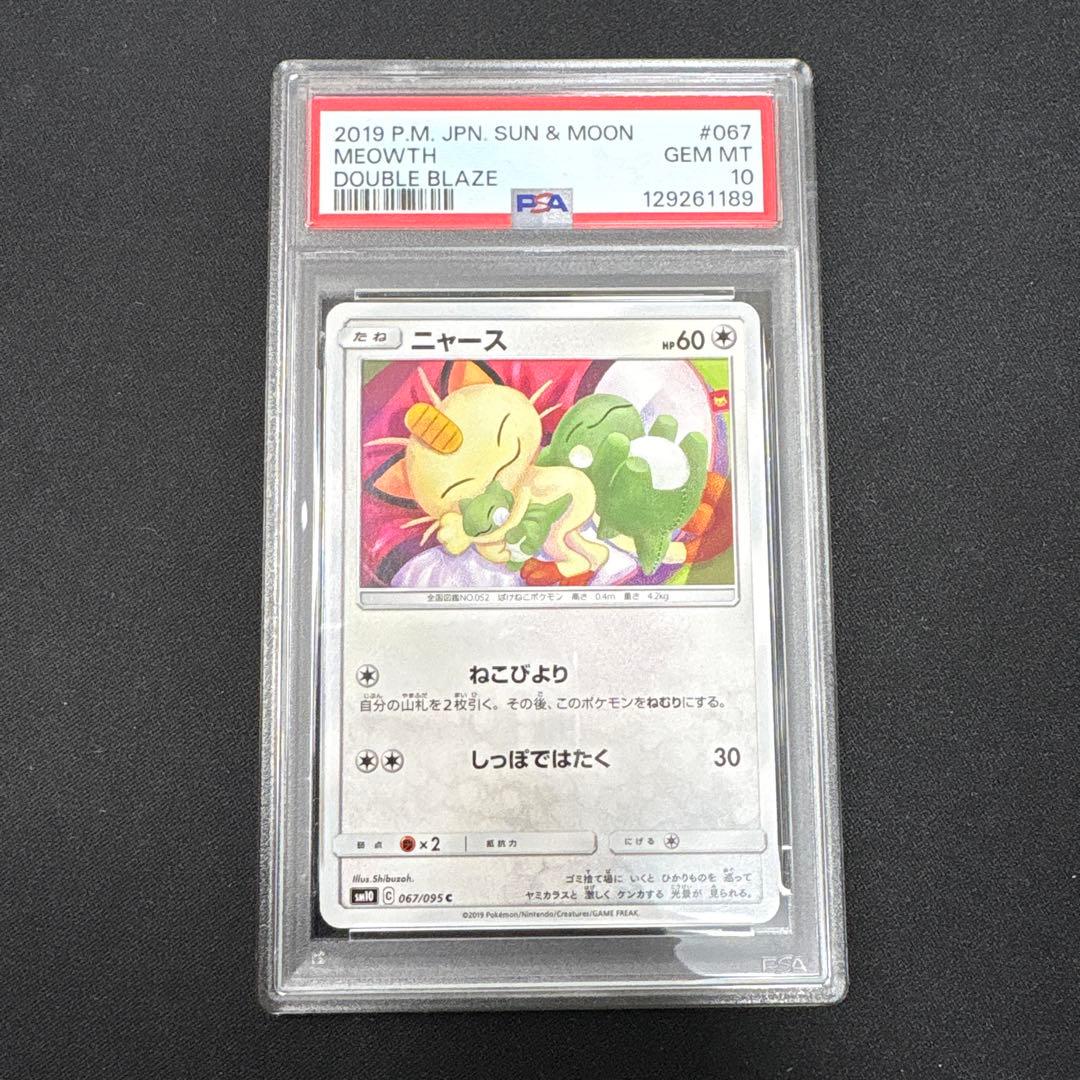 2019 P.M. JPN. SUN & MOON #067
MEOWTH GEM MT
DOUBLE BLAZE 10
PSA 129261189
たね ニャース HP60
全国図鑑NO.052 ばけねこポケモン 高さ 0.4m 重さ 4.2kg
ねこびより
自分の山札を2枚引く。その後、このポケモンをねむりにする。
しっぽではたく 30
弱点 ×2 抵抗力 にげる
Illus.Shibuzoh.
ゴミ捨て場に いくと ひかりものを 巡って
ヤミカラスと 激しく ケンカする 光景が 見られる。
sm10 C 067/095 C
©2019 Pokémon/Nintendo/Creatures/GAME FREAK.
PSA